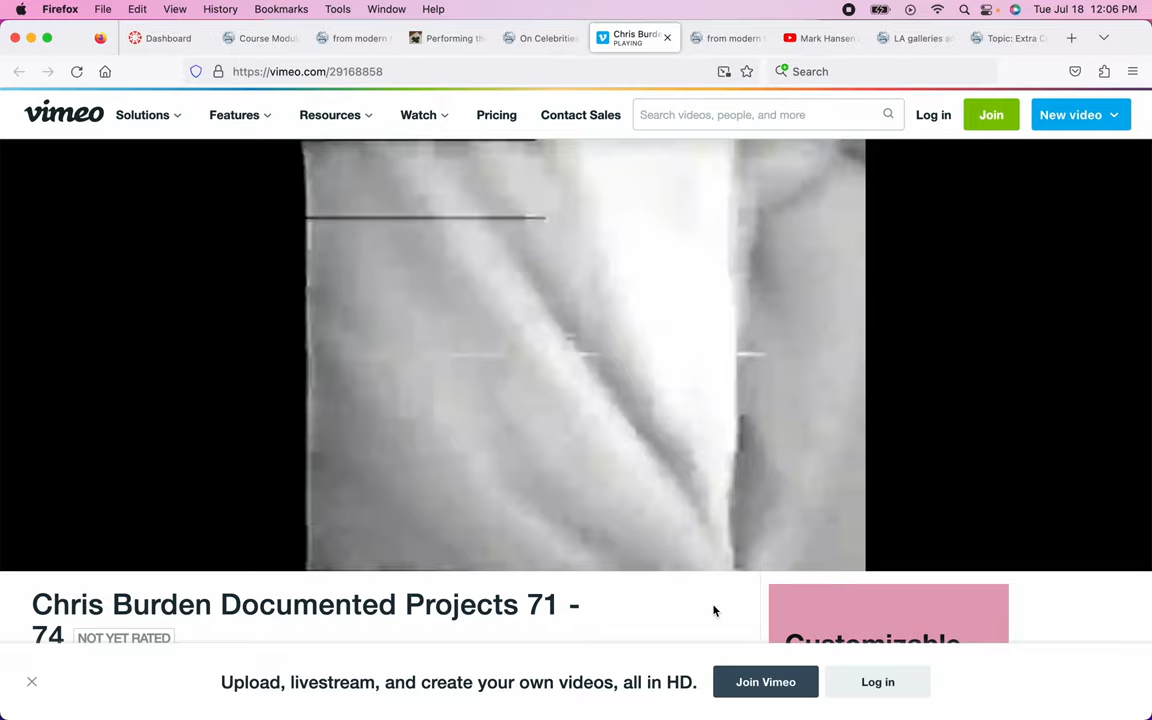 Firefox File Edit View History Bookmarks Tools Window Help Tue Jul 18 12:06 PM
Dashboard Course Modul from modern Performing th On Celebritie Chris Burde from modern Mark Hansen LA galleries a Topic: Extra C
PLAYING
https://vimeo.com/29168858 Search
vimeo Solutions Features Resources Watch Pricing Contact Sales Search videos, people, and more Log in Join New video
Chris Burden Documented Projects 71 -
74 NOT YET RATED
Customizable
Upload, livestream, and create your own videos, all in HD. Join Vimeo Log in